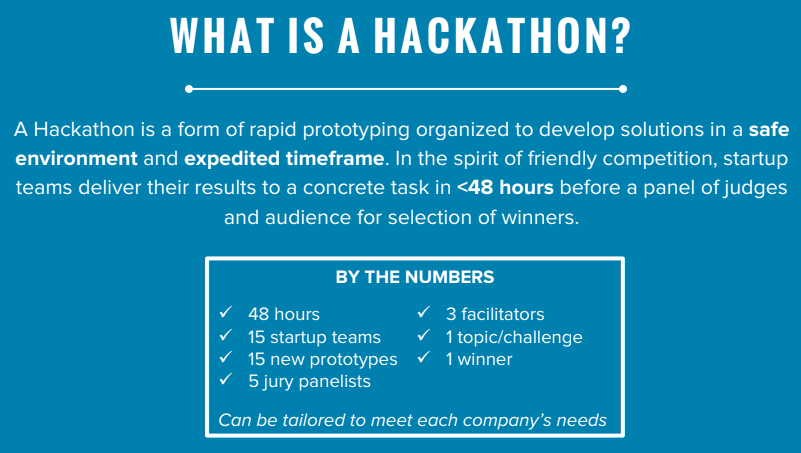 WHAT IS A HACKATHON?
A Hackathon is a form of rapid prototyping organized to develop solutions in a safe
environment and expedited timeframe. In the spirit of friendly competition, startup
teams deliver their results to a concrete task in <48 hours before a panel of judges
and audience for selection of winners.
BY THE NUMBERS
✓ 48 hours
✓ 15 startup teams
✓ 15 new prototypes
✓ 5 jury panelists
✓ 3 facilitators
✓ 1 topic/challenge
✓ 1 winner
Can be tailored to meet each company's needs